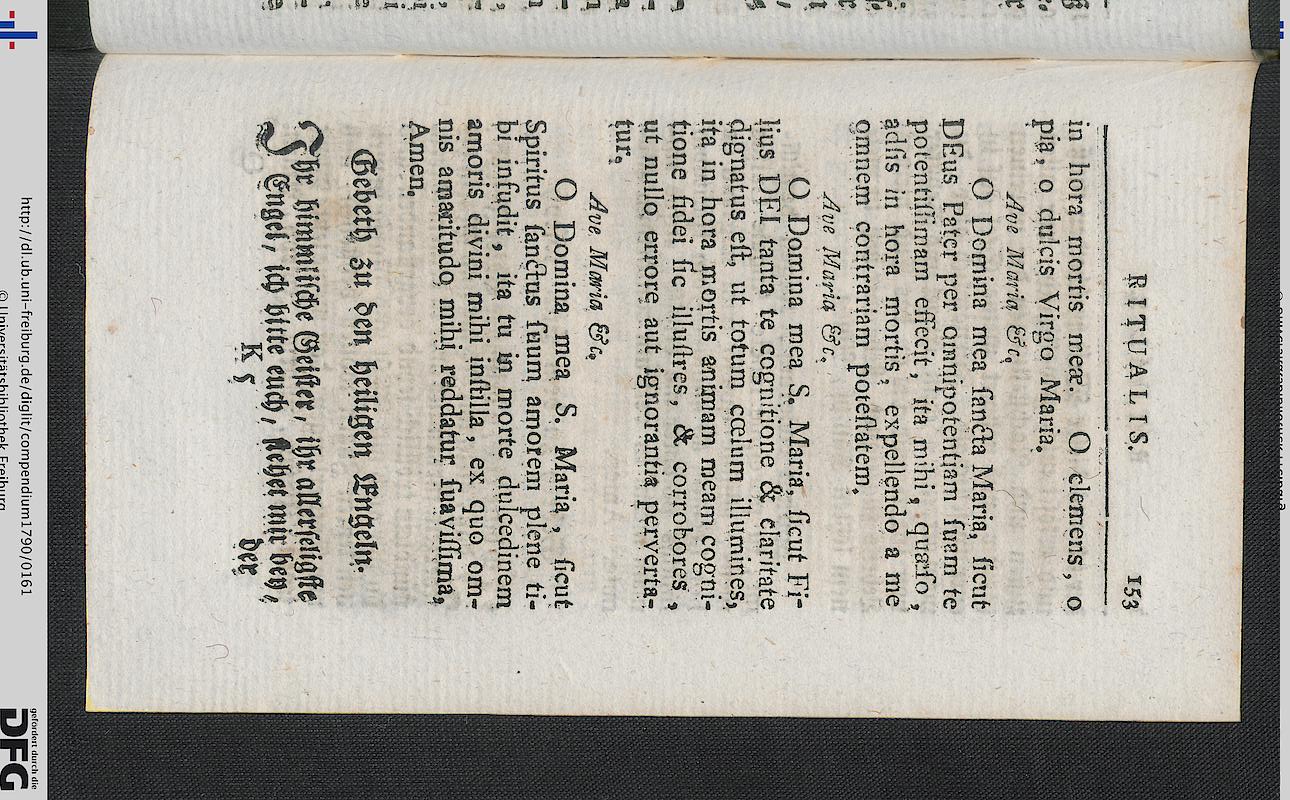 RITUALIS. 153
in hora mortis meæ. O clemens, o
pia, o dulcis Virgo Maria.
Ave Maria &c.
O Domina mea ſancta Maria, ſicut
DEus Pater per omnipotentiam ſuam te
potentiſſimam effecit, ita mihi, quæſo,
adſis in hora mortis, expellendo a me
omnem contrariam poteſtatem.
Ave Maria &c.
O Domina mea S. Maria, ſicut Fi-
lius DEI tanta te cognitione & claritate
dignatus eſt, ut totum cœlum illumines,
ita in hora mortis animam meam cogni-
tione fidei ſic illuſtres, & corrobores,
ut nullo errore aut ignorantia perverta-
tur.
Ave Maria &c.
O Domina mea S. Maria, ſicut
Spiritus ſanctus ſuum amorem plene ti-
bi infudit, ita tu in morte dulcedinem
amoris divini mihi inſtilla, ex quo om-
nis amaritudo mihi reddatur ſuaviſſima,
Amen.
Gebeth zu den heiligen Engeln.
Ihr himmliſche Geiſter, ihr allerſeligſte
Engel, ich bitte euch, ſtehet mir bey,
K 5 der
http://dl.ub.uni-freiburg.de/diglit/compendium1790/0161
© Universitätsbibliothek Freiburg
gefördert durch die
DFG